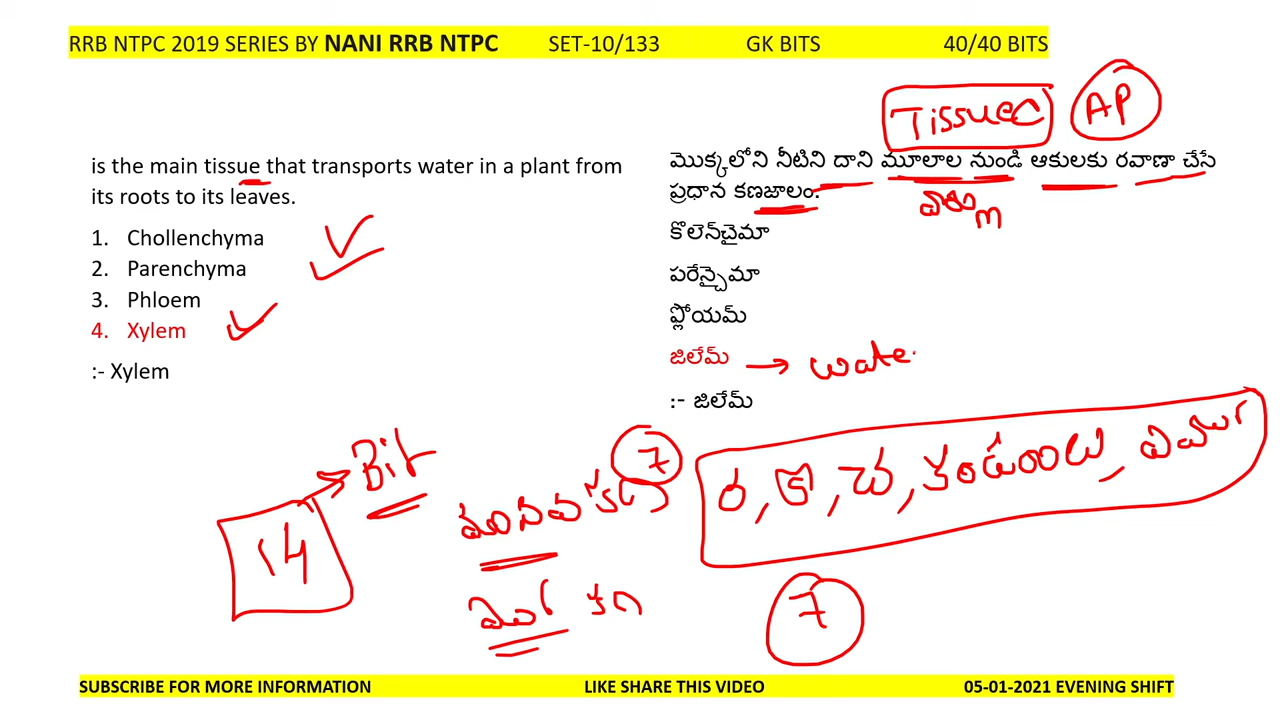 RRB NTPC 2019 SERIES BY NANI RRB NTPC SET-10/133 GK BITS 40/40 BITS
Tissue AP
is the main tissue that transports water in a plant from
its roots to its leaves.
1. Chollenchyma
2. Parenchyma
3. Phloem
4. Xylem
:- Xylem
మొక్కలోని నీటిని దాని మూలాల నుండి ఆకులకు రవాణా చేసే
ప్రధాన కణజాలం.
కొలెన్‌చైమా
పరేన్చైమా
ఫ్లోయమ్
జిలేమ్ → wate
:- జిలేమ్
14 → Bit
7
7
SUBSCRIBE FOR MORE INFORMATION LIKE SHARE THIS VIDEO 05-01-2021 EVENING SHIFT